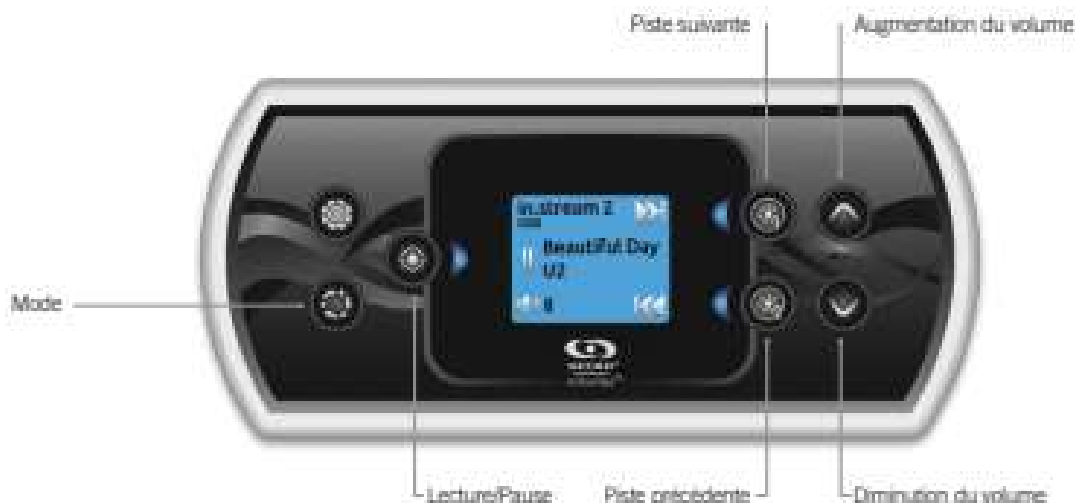 Piste suivante
Augmentation du volume
in.stream 2
Beautiful Day
U2
Mode
Lecture/Pause
Piste précédente
Diminution du volume